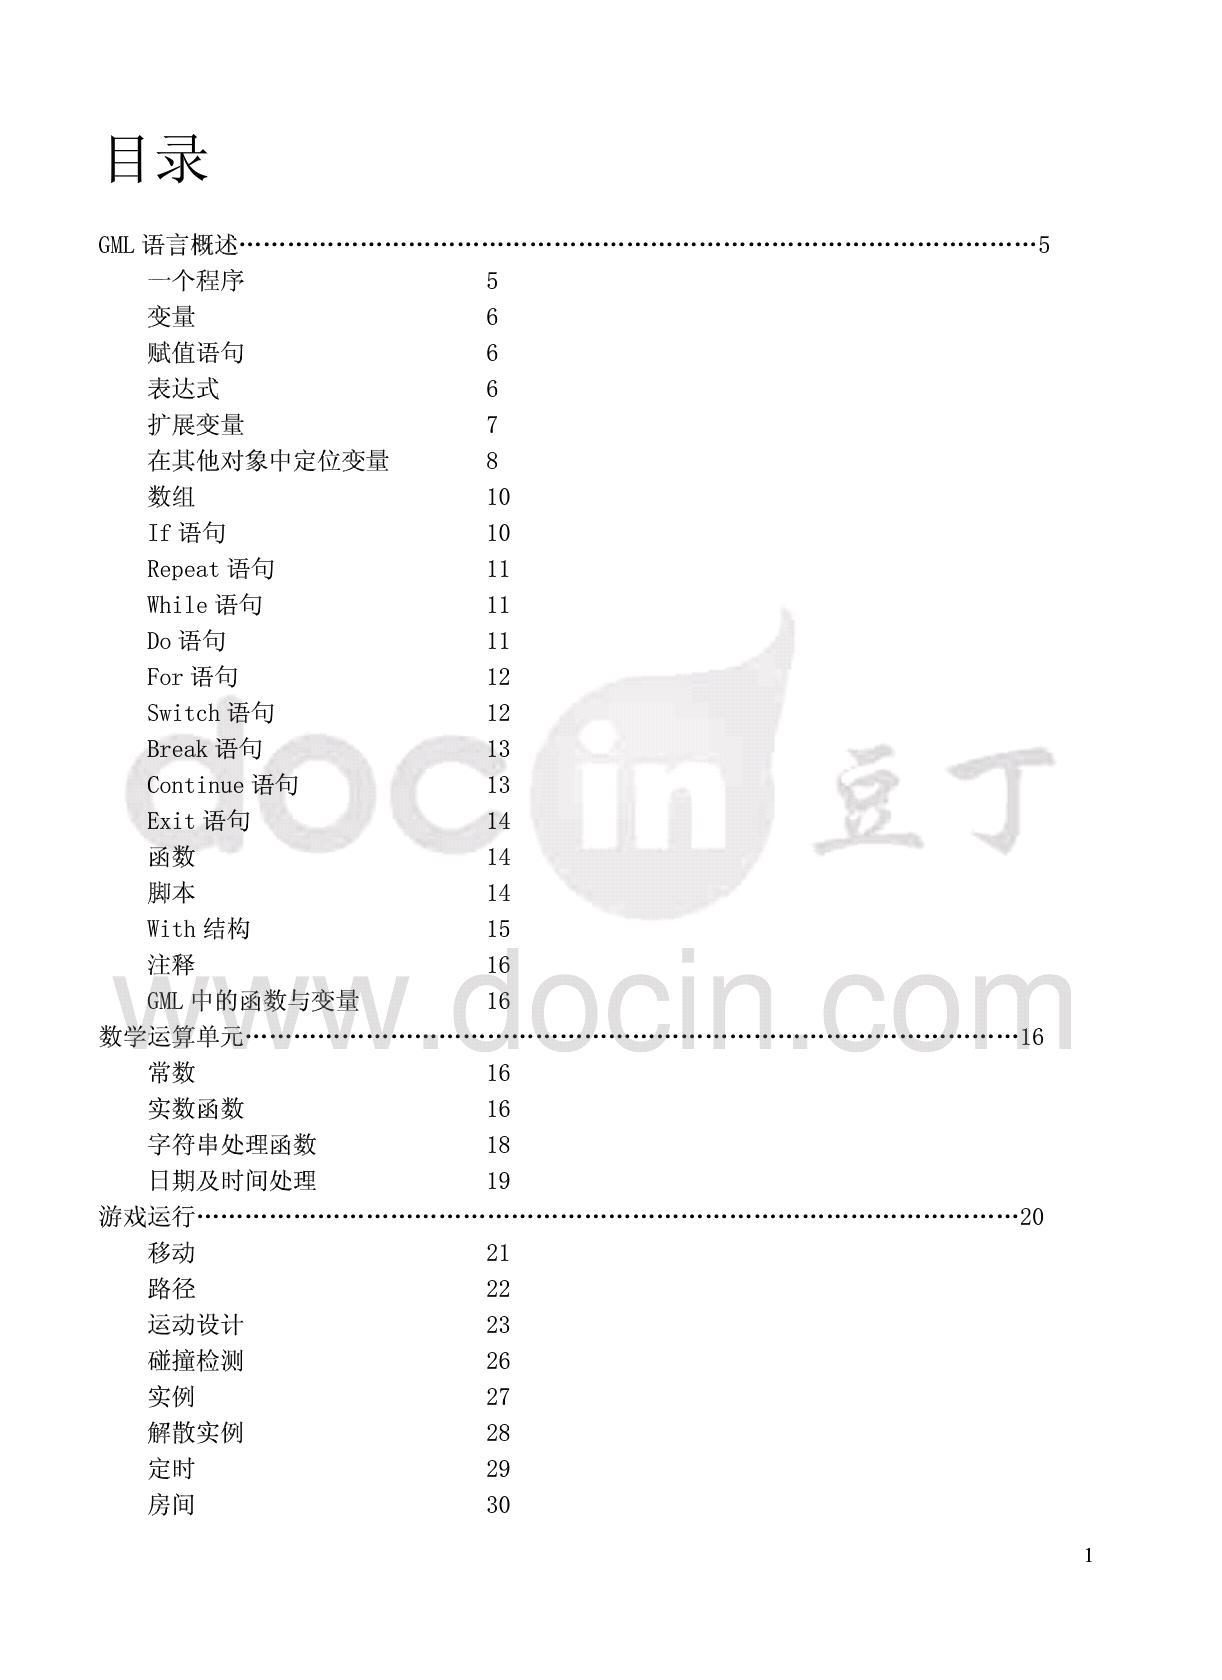 目录
GML 语言概述……………………………………………………………………………………5
一个程序 5
变量 6
赋值语句 6
表达式 6
扩展变量 7
在其他对象中定位变量 8
数组 10
If 语句 10
Repeat 语句 11
While 语句 11
Do 语句 11
For 语句 12
Switch 语句 12
Break 语句 13
Continue 语句 13
Exit 语句 14
函数 14
脚本 14
With 结构 15
注释 16
GML 中的函数与变量 16
数学运算单元…………………………………………………………………………………16
常数 16
实数函数 16
字符串处理函数 18
日期及时间处理 19
游戏运行………………………………………………………………………………………20
移动 21
路径 22
运动设计 23
碰撞检测 26
实例 27
解散实例 28
定时 29
房间 30
1
docin 豆丁
www.docin.com